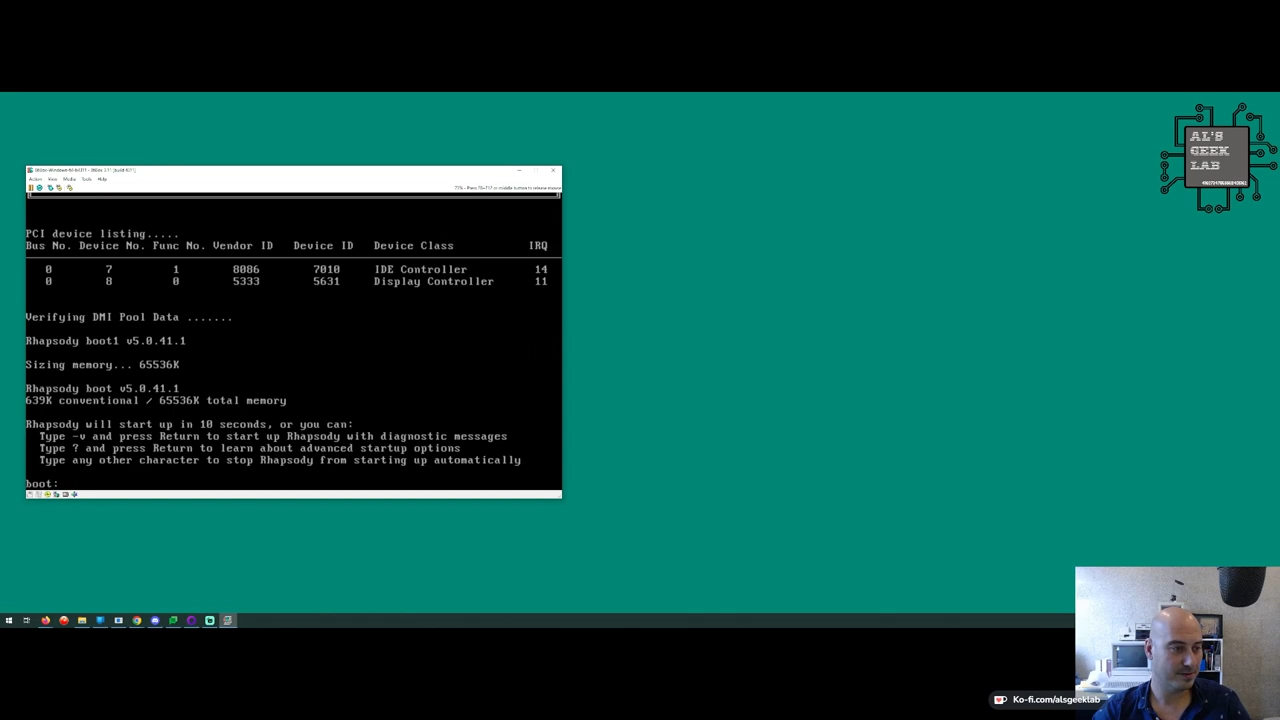 Action View Media Tools Help
PCI device listing.....
Bus No. Device No. Func No. Vendor ID Device ID Device Class IRQ
0 7 1 8086 7010 IDE Controller 14
0 8 0 5333 5631 Display Controller 11
Verifying DMI Pool Data .......
Rhapsody boot1 v5.0.41.1
Sizing memory... 65536K
Rhapsody boot v5.0.41.1
639K conventional / 65536K total memory
Rhapsody will start up in 10 seconds, or you can:
Type -v and press Return to start up Rhapsody with diagnostic messages
Type ? and press Return to learn about advanced startup options
Type any other character to stop Rhapsody from starting up automatically
boot:
AL'S
GEEK
LAB
Ko-fi.com/alsgeeklab